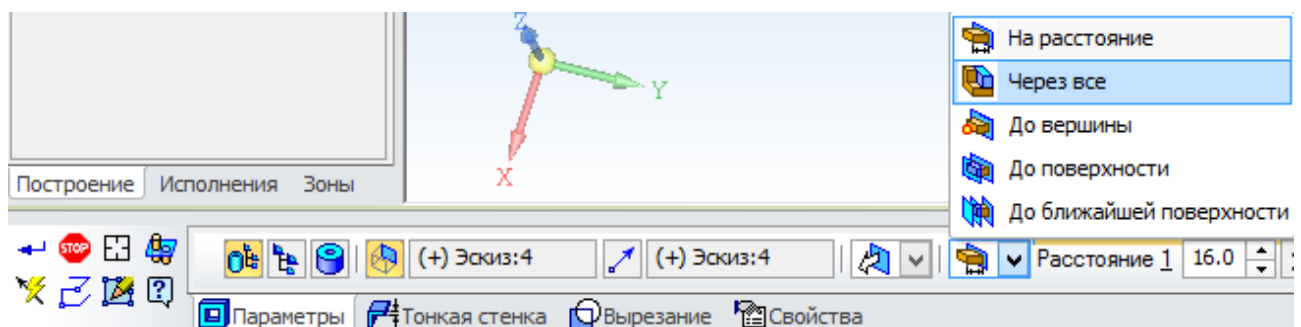 Z
Y
X
На расстояние
Через все
До вершины
До поверхности
До ближайшей поверхности
Построение Исполнения Зоны
STOP (+) Эскиз:4 (+) Эскиз:4 Расстояние 1 16.0
Параметры Тонкая стенка Вырезание Свойства